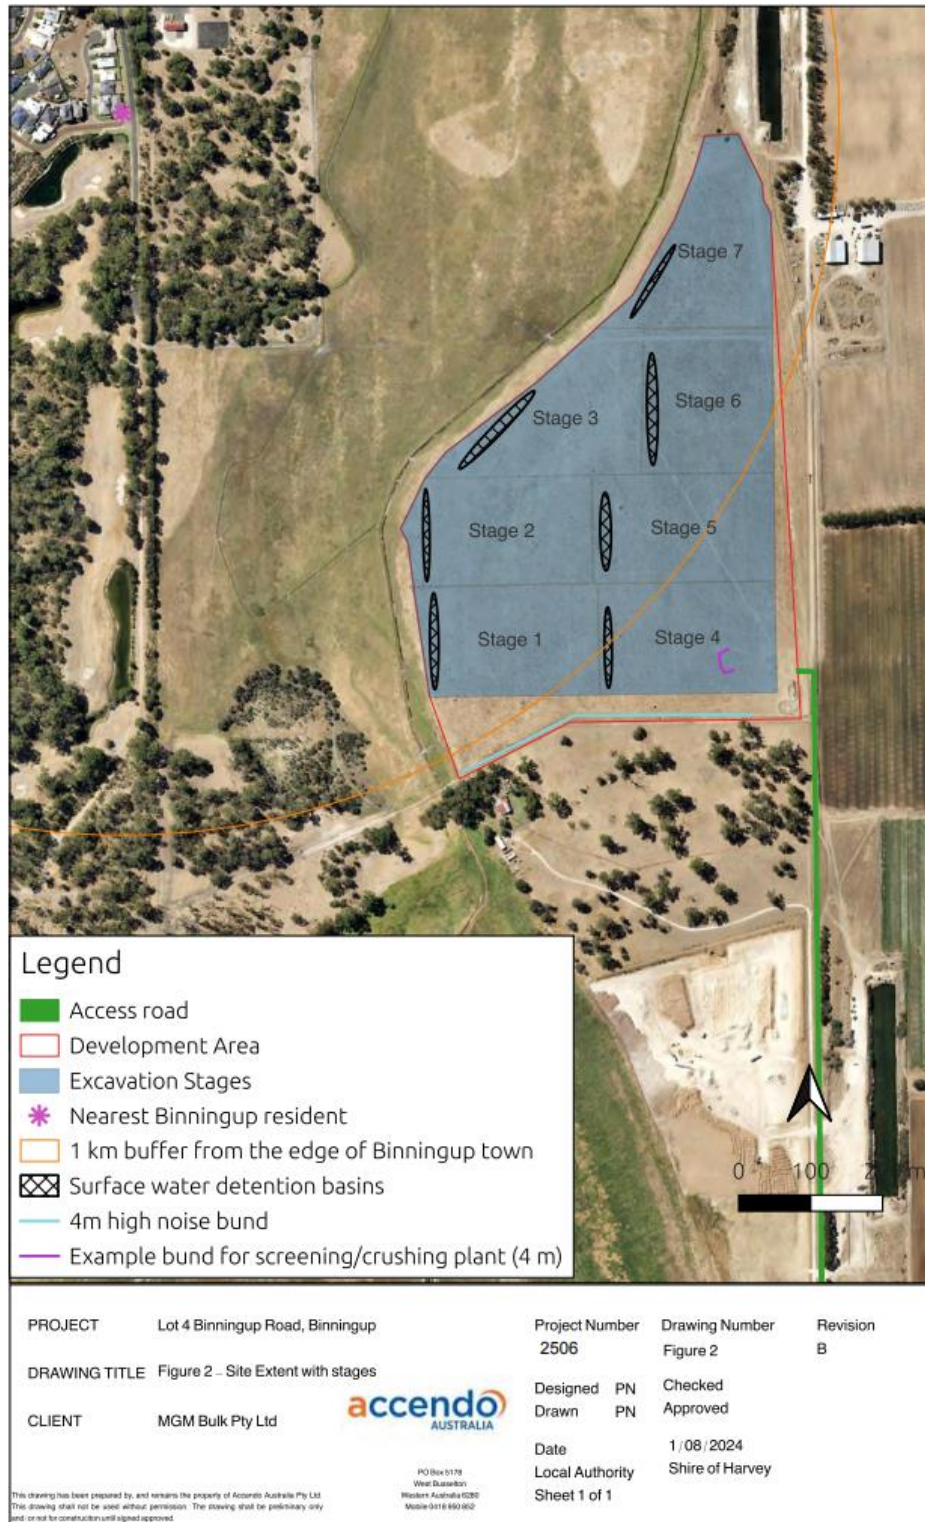 Stage 7
Stage 6
Stage 3
Stage 2
Stage 5
Stage 1
Stage 4
Legend
Access road
Development Area
Excavation Stages
Nearest Binningup resident
1 km buffer from the edge of Binningup town
Surface water detention basins
4m high noise bund
Example bund for screening/crushing plant (4 m)
0 100 m
PROJECT Lot 4 Binningup Road, Binningup
DRAWING TITLE Figure 2 – Site Extent with stages
CLIENT MGM Bulk Pty Ltd
accendo
AUSTRALIA
PO Box 5178
West Busselton
Western Australia 6280
Mobile 0418 950 852
This drawing has been prepared by, and remains the property of Accendo Australia Pty Ltd.
This drawing shall not be used without permission. The drawing shall be preliminary only
and/or not for construction until signed approved.
Project Number Drawing Number Revision
2506 Figure 2 B
Designed PN Checked
Drawn PN Approved
Date 1/08/2024
Local Authority Shire of Harvey
Sheet 1 of 1